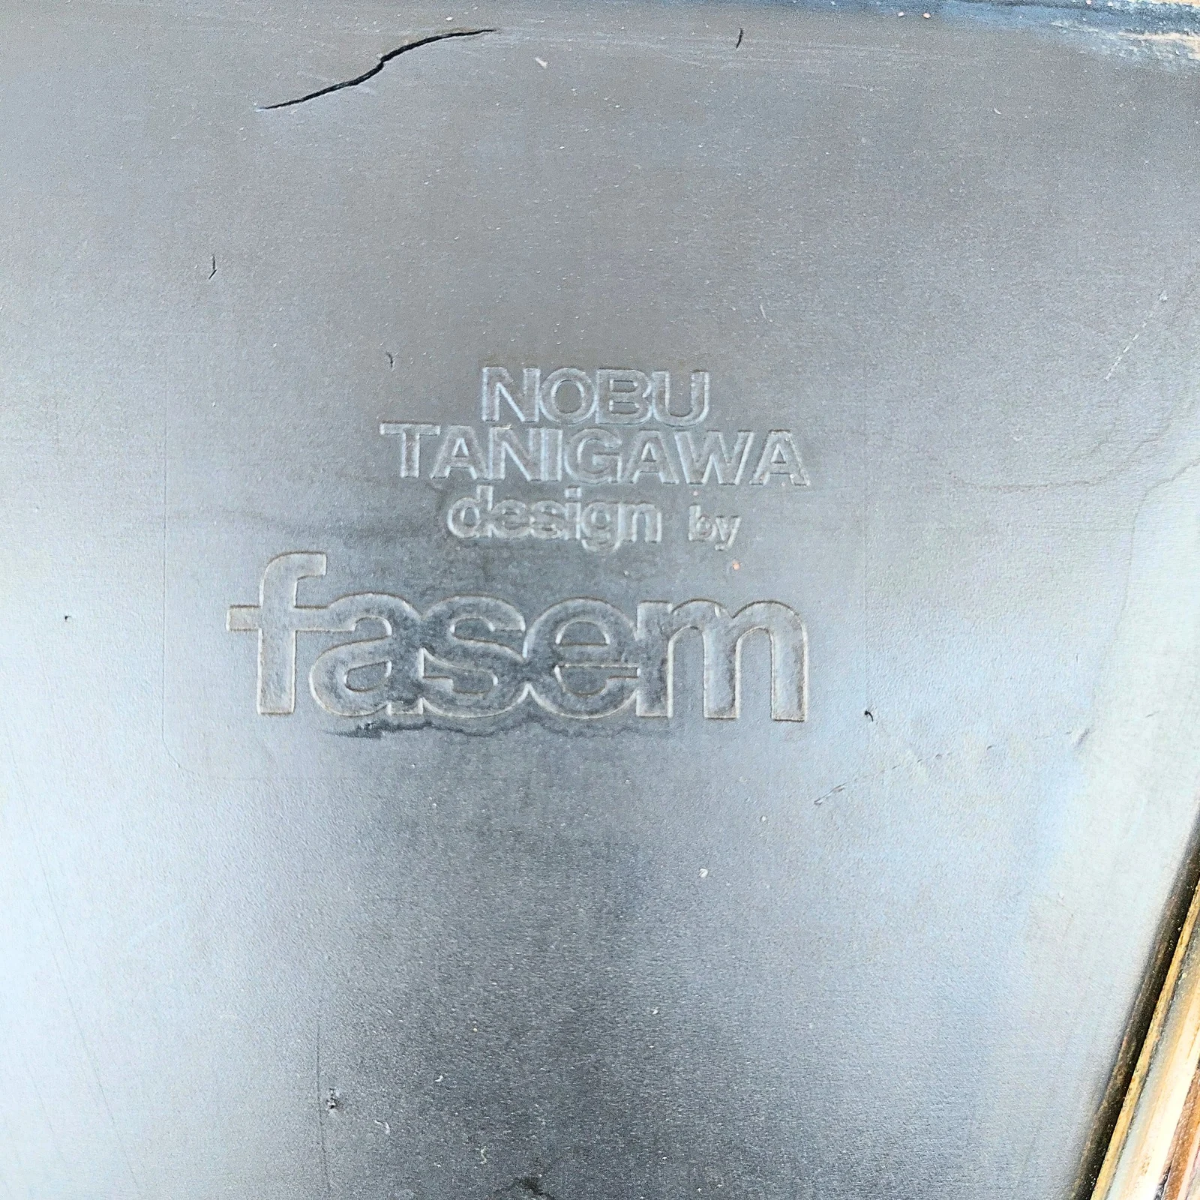 NOBU
TANIGAWA
design by
fasem